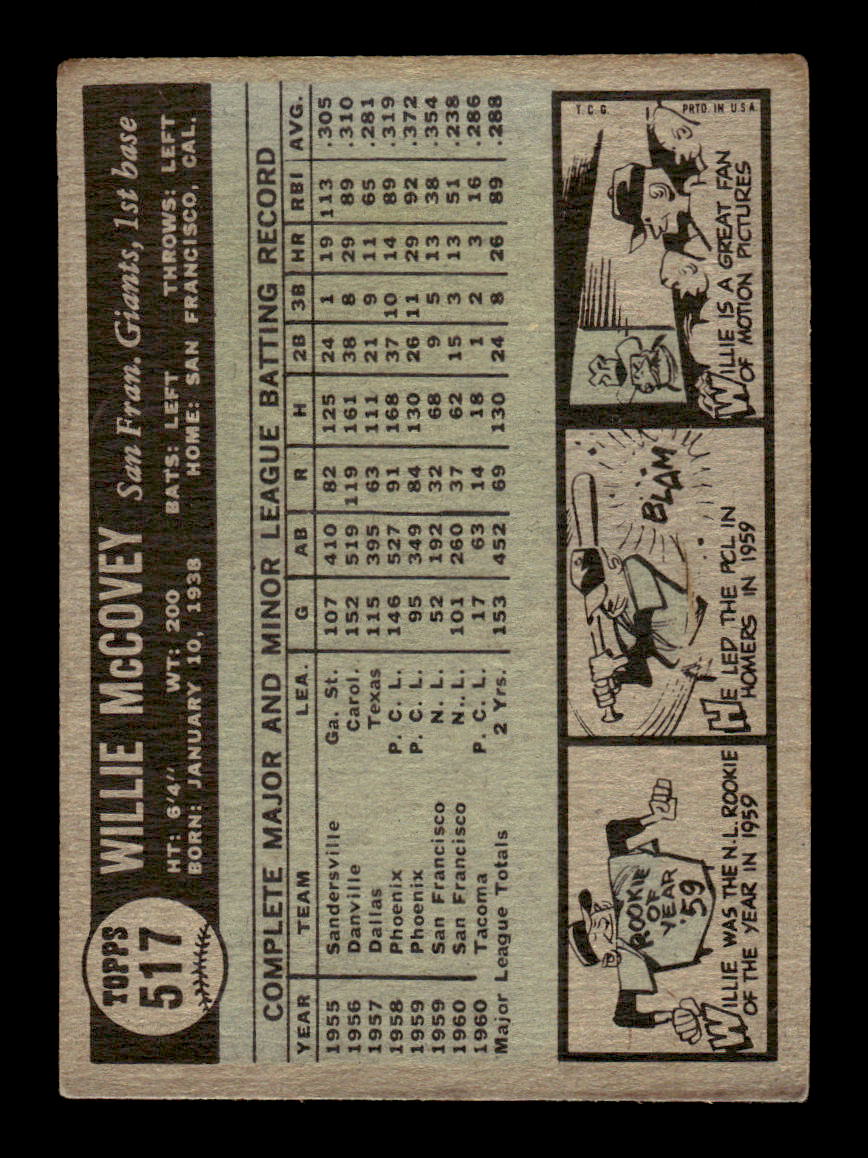 TOPPS
517
WILLIE McCOVEY San Fran. Giants, 1st base
HT: 6'4" WT: 200 BATS: LEFT THROWS: LEFT
BORN: JANUARY 10, 1938 HOME: SAN FRANCISCO, CAL.
COMPLETE MAJOR AND MINOR LEAGUE BATTING RECORD
YEAR TEAM LEA. G AB R H 2B 3B HR RBI AVG.
1955 Sandersville Ga. St. 107 410 82 125 24 1 19 113 .305
1956 Danville Carol. 152 519 119 161 38 8 29 89 .310
1957 Dallas Texas 115 395 63 111 21 9 11 65 .281
1958 Phoenix P. C. L. 146 527 91 168 37 10 14 89 .319
1959 Phoenix P. C. L. 95 349 84 130 26 11 29 92 .372
1959 San Francisco N. L. 52 192 32 68 9 5 13 38 .354
1960 San Francisco N. L. 101 260 37 62 15 3 13 51 .238
1960 Tacoma P. C. L. 17 63 14 18 1 2 3 16 .286
Major League Totals 2 Yrs. 153 452 69 130 24 8 26 89 .288
ROOKIE
OF
YEAR
'59
WILLIE WAS THE N.L. ROOKIE
OF THE YEAR IN 1959
BLAM
HE LED THE PCL IN
HOMERS IN 1959
T.C.G. PRTD. IN U.S.A.
WILLIE IS A GREAT FAN
OF MOTION PICTURES